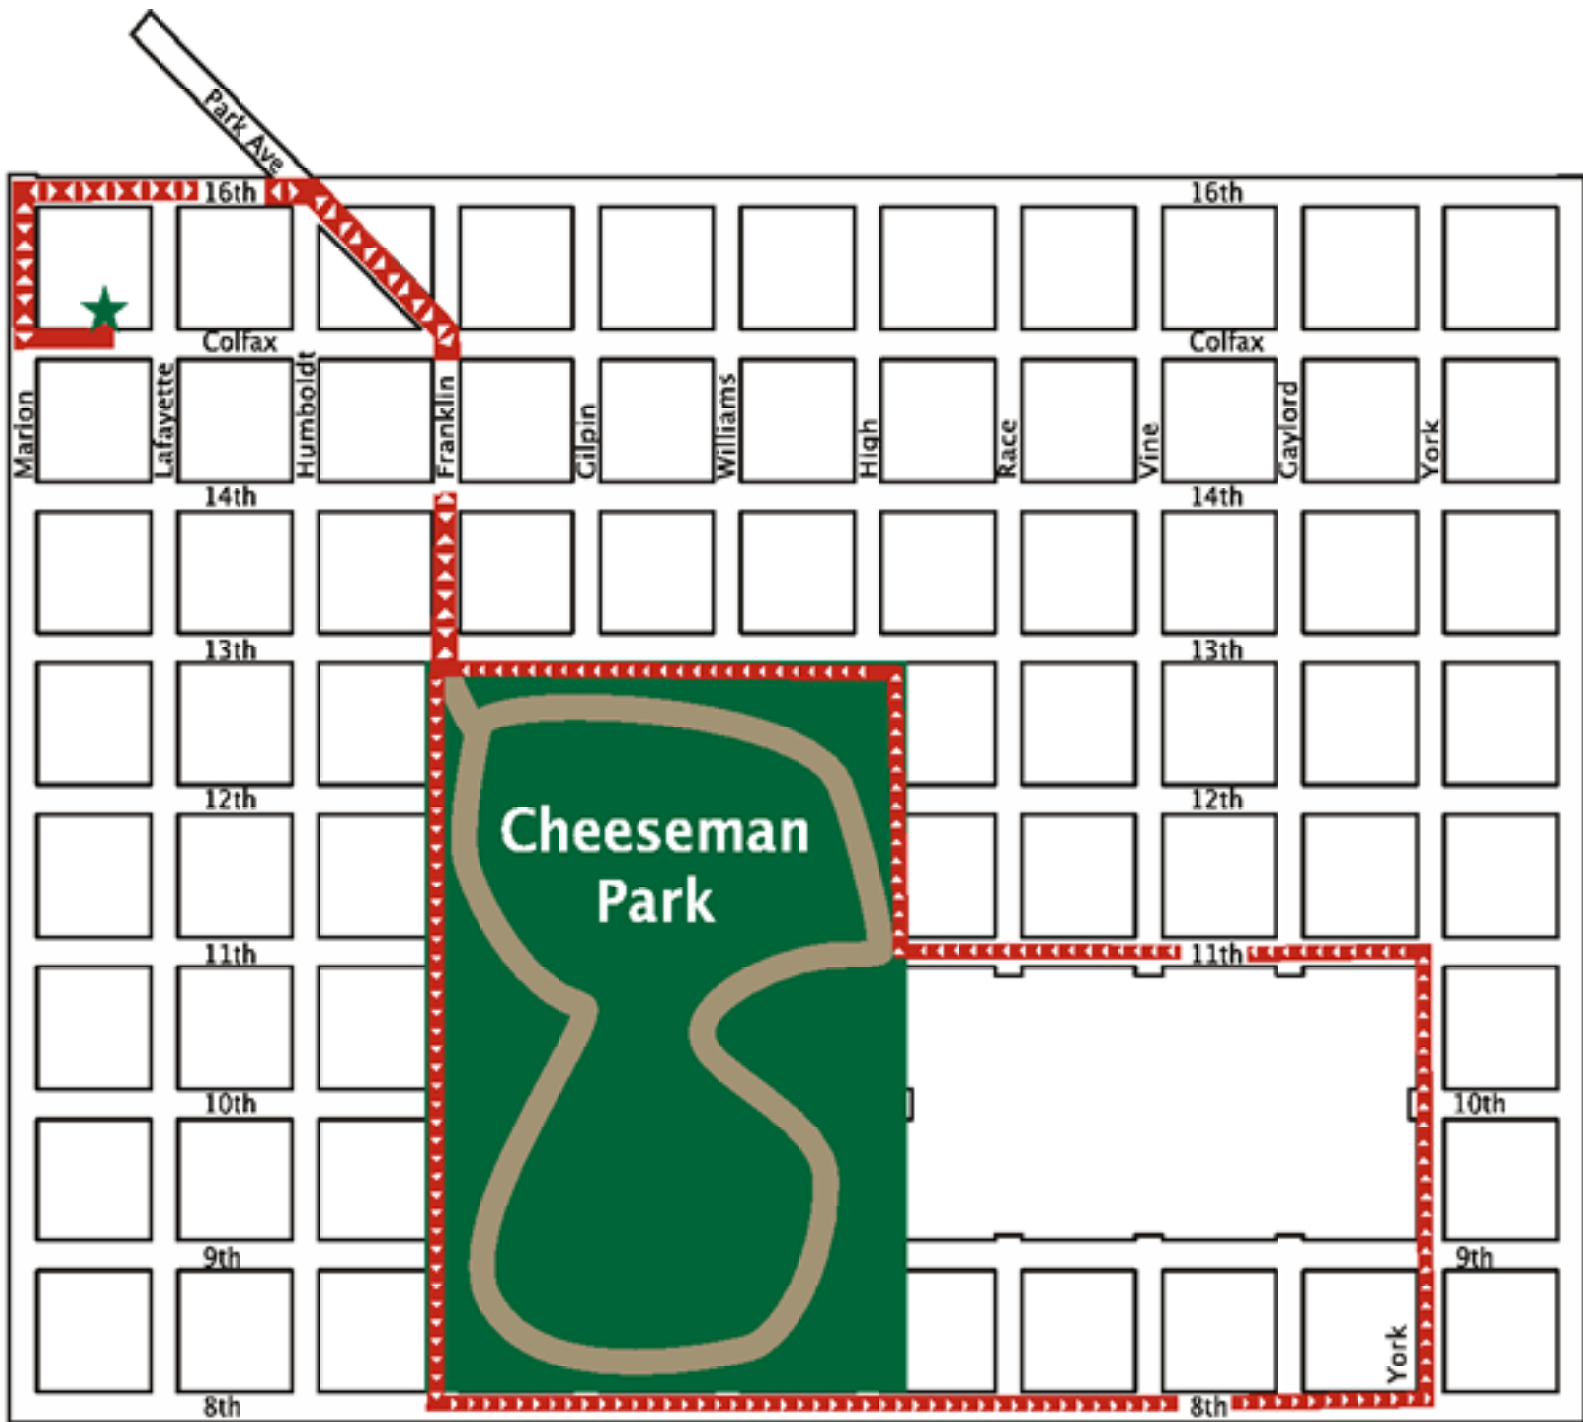 Park Ave
16th
16th
Colfax
Colfax
Marion
Lafayette
Humboldt
Franklin
Gilpin
Williams
High
Race
Vine
Gaylord
York
14th
14th
13th
13th
12th
12th
Cheeseman
Park
11th
11th
10th
10th
9th
9th
York
8th
8th